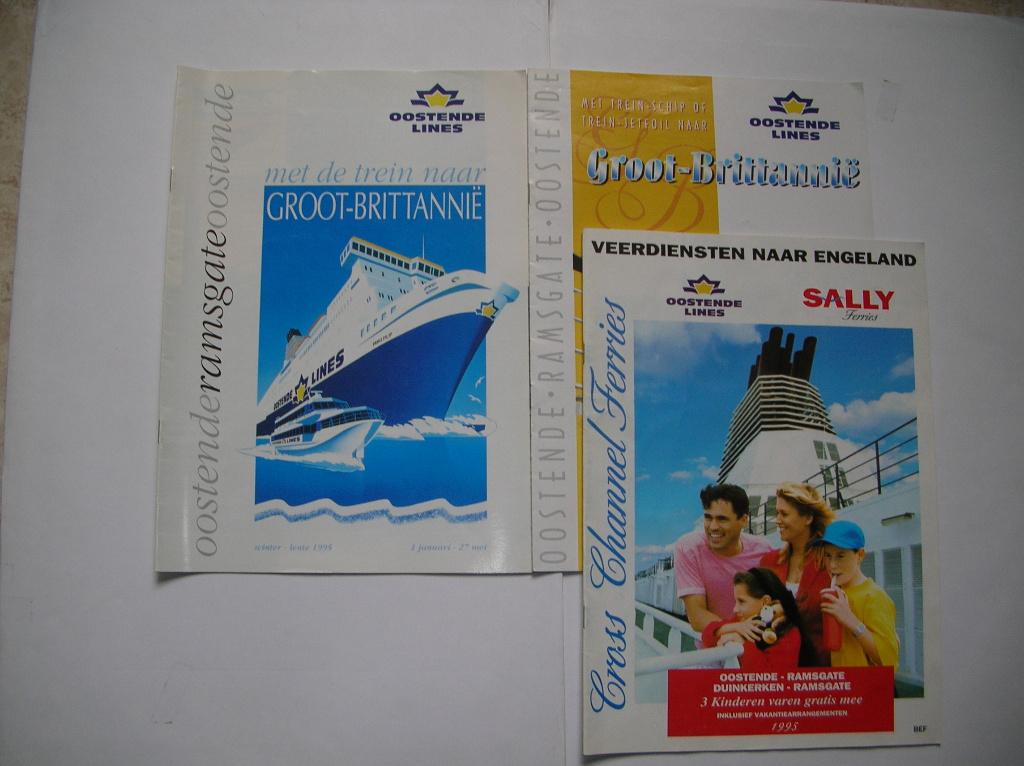 oostenderamsgateoostende
OOSTENDE
LINES
met de trein naar
GROOT-BRITTANNIË
LINES
winter - lente 1995
1 januari - 27 mei
OOSTENDE · RAMSGATE · OOSTENDE
MET TREIN-SCHIP OF
TREIN-JETFOIL NAAR
OOSTENDE
LINES
Groot-Brittannië
VEERDIENSTEN NAAR ENGELAND
OOSTENDE
LINES
SALLY
Ferries
Cross Channel Ferries
OOSTENDE - RAMSGATE
DUINKERKEN - RAMSGATE
3 Kinderen varen gratis mee
INKLUSIEF VAKANTIEARRANGEMENTEN
1995
BEF